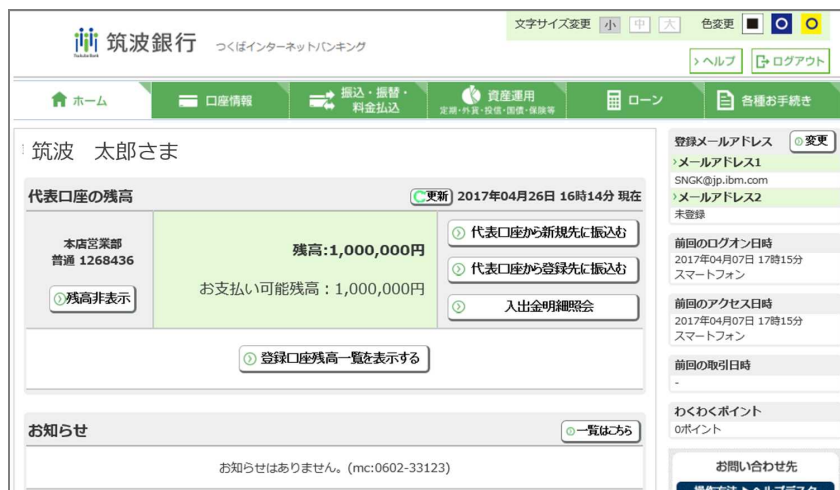 筑波銀行 つくばインターネットバンキング
文字サイズ変更 小 中 大 色変更
ヘルプ ログアウト
ホーム 口座情報 振込・振替・料金払込 資産運用 定期・外貨・投信・国債・保険等 ローン 各種お手続き
筑波 太郎さま
代表口座の残高 更新 2017年04月26日 16時14分 現在
本店営業部
普通 1268436
残高非表示
残高:1,000,000円
お支払い可能残高:1,000,000円
代表口座から新規先に振込む
代表口座から登録先に振込む
入出金明細照会
登録口座残高一覧を表示する
お知らせ 一覧はこちら
お知らせはありません。(mc:0602-33123)
登録メールアドレス 変更
メールアドレス1
SNGK@jp.ibm.com
メールアドレス2
未登録
前回のログオン日時
2017年04月07日 17時15分
スマートフォン
前回のアクセス日時
2017年04月07日 17時15分
スマートフォン
前回の取引日時
-
わくわくポイント
0ポイント
お問い合わせ先